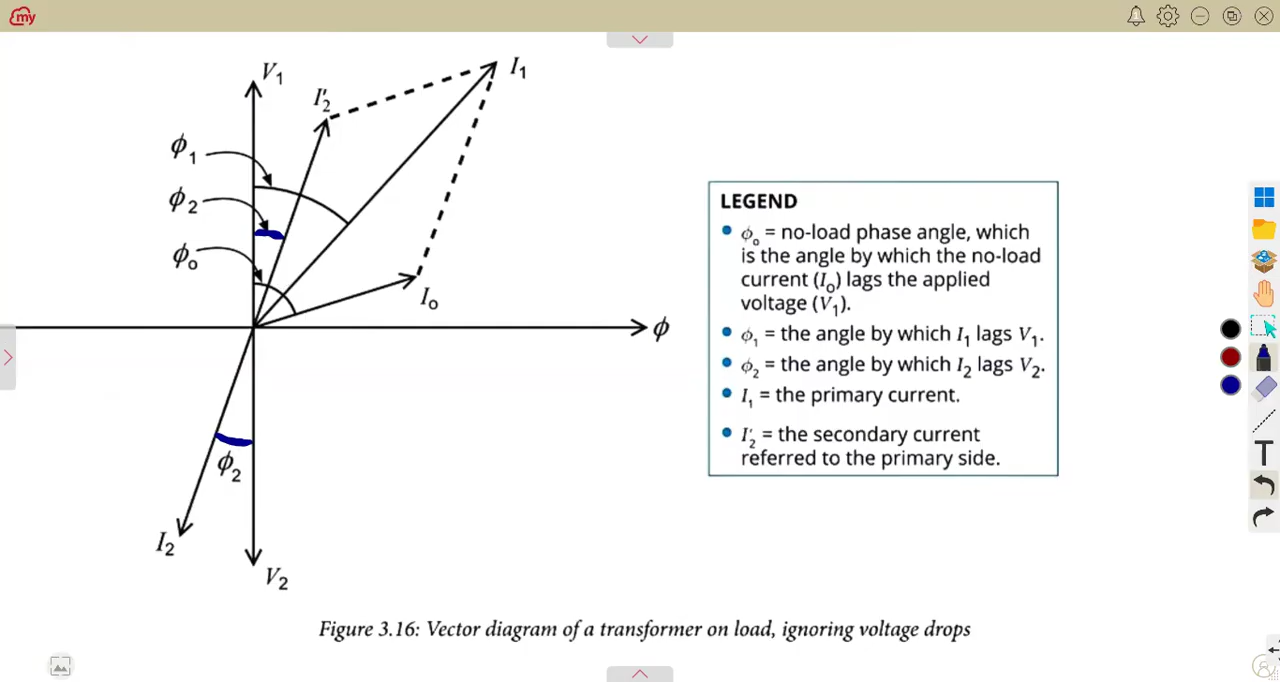 my
V₁
I₁
I′₂
ϕ₁
ϕ₂
ϕₒ
Iₒ
ϕ
ϕ₂
I₂
V₂
LEGEND
• ϕₒ = no-load phase angle, which
is the angle by which the no-load
current (Iₒ) lags the applied
voltage (V₁).
• ϕ₁ = the angle by which I₁ lags V₁.
• ϕ₂ = the angle by which I₂ lags V₂.
• I₁ = the primary current.
• I′₂ = the secondary current
referred to the primary side.
Figure 3.16: Vector diagram of a transformer on load, ignoring voltage drops
T